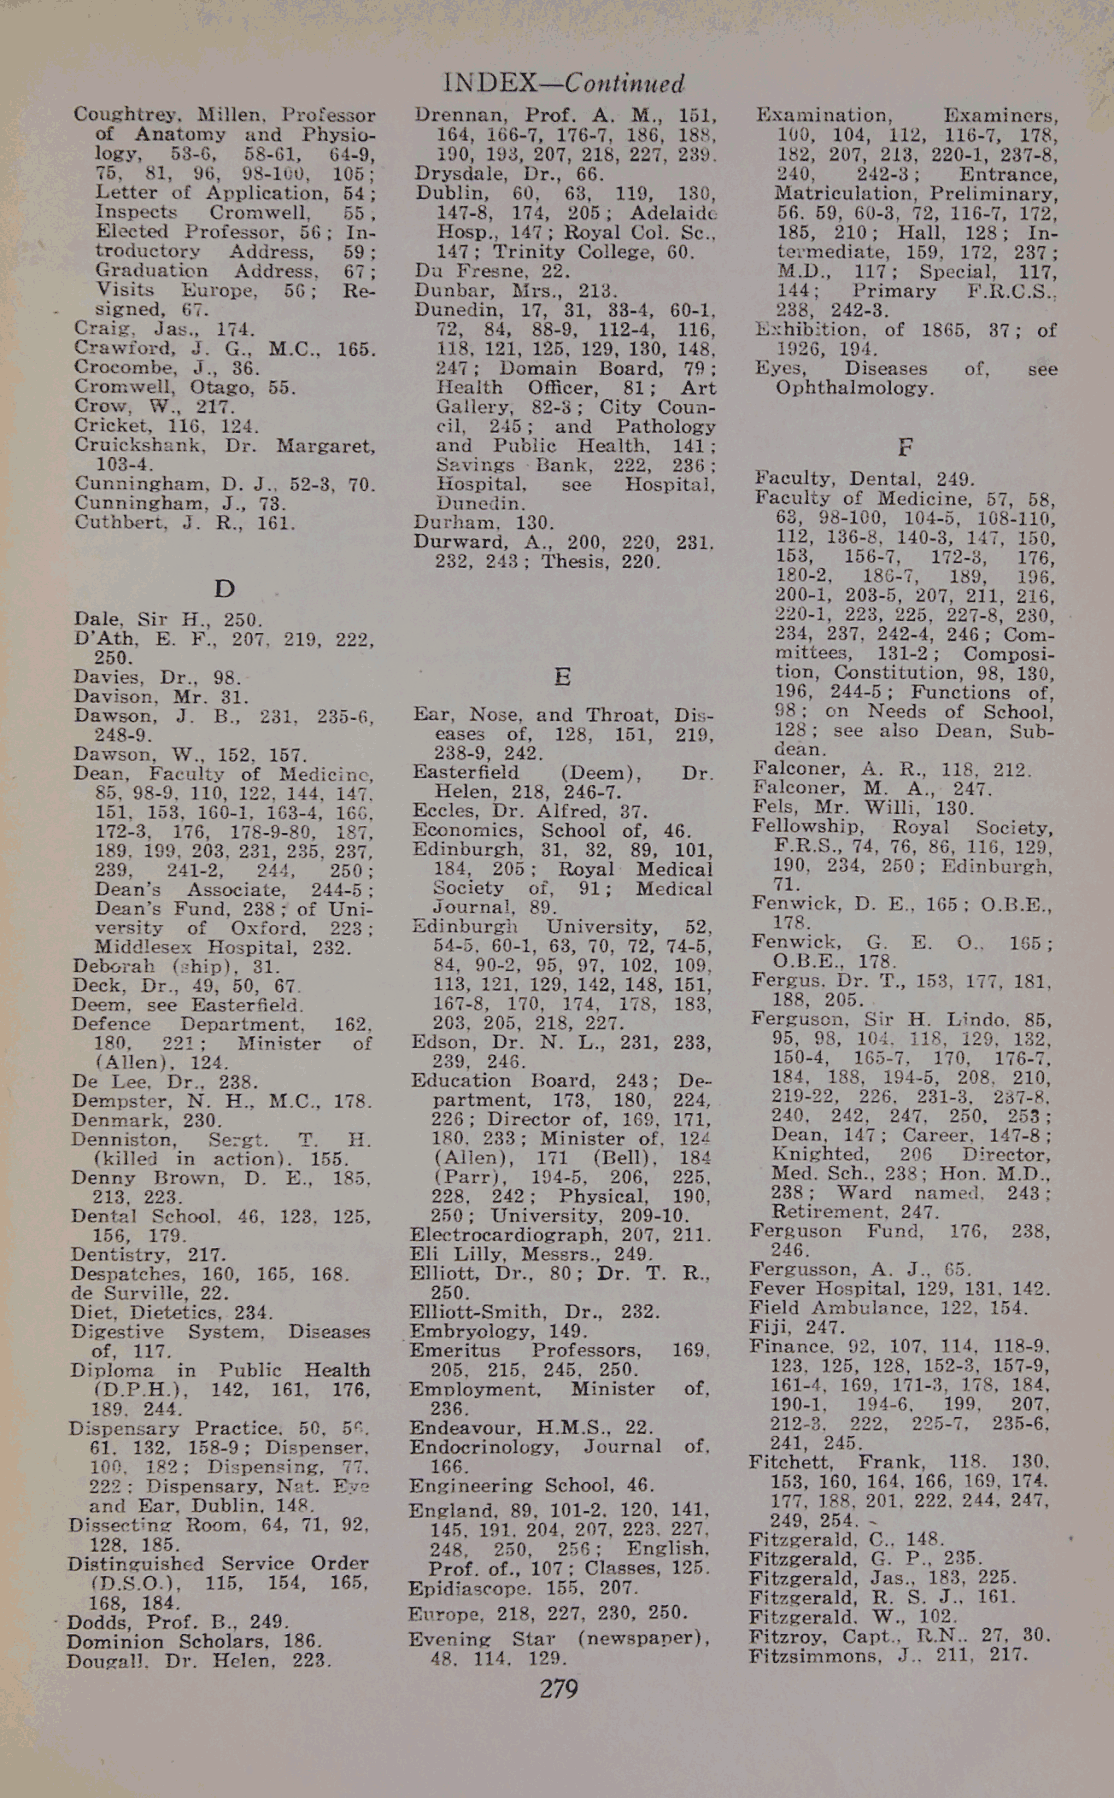 INDEX—Continued
Coughtrey, Millen, Professor
of Anatomy and Physio-
logy, 53-6, 58-61, 64-9,
75, 81, 96, 98-100, 105;
Letter of Application, 54;
Inspects Cromwell, 55,
Elected Professor, 56; In-
troductory Address, 59;
Graduation Address, 67;
Visits Europe, 56; Re-
signed, 67.
Craig, Jas., 174.
Crawford, J. G., M.C., 165.
Crocombe, J., 36.
Cromwell, Otago, 55.
Crow, W., 217.
Cricket, 116, 124.
Cruickshank, Dr. Margaret,
103-4.
Cunningham, D. J., 52-3, 70.
Cunningham, J., 73.
Cuthbert, J. R., 161.
D
Dale, Sir H., 250.
D'Ath, E. F., 207, 219, 222,
250.
Davies, Dr., 98.
Davison, Mr. 31.
Dawson, J. B., 231, 235-6,
248-9.
Dawson, W., 152, 157.
Dean, Faculty of Medicine,
85, 98-9, 110, 122, 144, 147,
151, 153, 160-1, 163-4, 166,
172-3, 176, 178-9-80, 187,
189, 199, 203, 231, 235, 237,
239, 241-2, 244, 250;
Dean's Associate, 244-5;
Dean's Fund, 238; of Uni-
versity of Oxford, 223;
Middlesex Hospital, 232.
Deborah (ship), 31.
Deck, Dr., 49, 50, 67.
Deem, see Easterfield.
Defence Department, 162,
180, 221; Minister of
(Allen), 124.
De Lee, Dr., 238.
Dempster, N. H., M.C., 178.
Denmark, 230.
Denniston, Sergt. T. H.
(killed in action), 155.
Denny Brown, D. E., 185,
213, 223.
Dental School, 46, 123, 125,
156, 179.
Dentistry, 217.
Despatches, 160, 165, 168.
de Surville, 22.
Diet, Dietetics, 234.
Digestive System, Diseases
of, 117.
Diploma in Public Health
(D.P.H.), 142, 161, 176,
189, 244.
Dispensary Practice, 50,
61, 132, 158-9; Dispenser,
100, 182; Dispensing, 77,
222; Dispensary, Nat. Eye
and Ear, Dublin, 148.
Dissecting Room, 64, 71, 92,
128, 185.
Distinguished Service Order
(D.S.O.), 115, 154, 165,
168, 184.
Dodds, Prof. B., 249.
Dominion Scholars, 186.
Dougall, Dr. Helen, 223.
Drennan, Prof. A. M., 151,
164, 166-7, 176-7, 186, 188,
190, 193, 207, 218, 227, 239.
Drysdale, Dr., 66.
Dublin, 60, 63, 119, 130,
147-8, 174, 205; Adelaide
Hosp., 147; Royal Col. Sc.,
147; Trinity College, 60.
Du Fresne, 22.
Dunbar, Mrs., 213.
Dunedin, 17, 31, 33-4, 60-1,
72, 84, 88-9, 112-4, 116,
118, 121, 125, 129, 130, 148,
247; Domain Board, 79;
Health Officer, 81; Art
Gallery, 82-3; City Coun-
cil, 245; and Pathology
and Public Health, 141;
Savings Bank, 222, 236;
Hospital, see Hospital,
Dunedin.
Durham, 130.
Durward, A., 200, 220, 231,
232, 243; Thesis, 220.
E
Ear, Nose, and Throat, Dis-
eases of, 128, 151, 219,
238-9, 242.
Easterfield (Deem), Dr.
Helen, 218, 246-7.
Eccles, Dr. Alfred, 37.
Economics, School of, 46.
Edinburgh, 31, 32, 89, 101,
184, 205; Royal Medical
Society of, 91; Medical
Journal, 89.
Edinburgh University, 52,
54-5, 60-1, 63, 70, 72, 74-5,
84, 90-2, 95, 97, 102, 109,
113, 121, 129, 142, 148, 151,
167-8, 170, 174, 178, 183,
203, 205, 218, 227.
Edson, Dr. N. L., 231, 233,
239, 246.
Education Board, 243; De-
partment, 173, 180, 224,
226; Director of, 169, 171,
180, 233; Minister of, 124
(Allen), 171 (Bell), 184
(Parr), 194-5, 206, 225,
228, 242; Physical, 190,
250; University, 209-10.
Electrocardiograph, 207, 211.
Eli Lilly, Messrs., 249.
Elliott, Dr., 80; Dr. T. R.,
250.
Elliott-Smith, Dr., 232.
Embryology, 149.
Emeritus Professors, 169,
205, 215, 245, 250.
Employment, Minister of,
236.
Endeavour, H.M.S., 22.
Endocrinology, Journal of,
166.
Engineering School, 46.
England, 89, 101-2, 120, 141,
145, 191, 204, 207, 223, 227,
248, 250, 256; English,
Prof. of., 107; Classes, 125.
Epidiascope, 155, 207.
Europe, 218, 227, 230, 250.
Evening Star (newspaper),
48, 114, 129.
Examination, Examiners,
100, 104, 112, 116-7, 178,
182, 207, 213, 220-1, 237-8,
240, 242-3; Entrance,
Matriculation, Preliminary,
56, 59, 60-3, 72, 116-7, 172,
185, 210; Hall, 128; In-
termediate, 159, 172, 237;
M.D., 117; Special, 117,
144; Primary F.R.C.S.,
238, 242-3.
Exhibition, of 1865, 37; of
1926, 194.
Eyes, Diseases of, see
Ophthalmology.
F
Faculty, Dental, 249.
Faculty of Medicine, 57, 58,
63, 98-100, 104-5, 108-110,
112, 136-8, 140-3, 147, 150,
153, 156-7, 172-3, 176,
180-2, 186-7, 189, 196,
200-1, 203-5, 207, 211, 216,
220-1, 223, 225, 227-8, 230,
234, 237, 242-4, 246; Com-
mittees, 131-2; Composi-
tion, Constitution, 98, 130,
196, 244-5; Functions of,
98; on Needs of School,
128; see also Dean, Sub-
dean.
Falconer, A. R., 118, 212.
Falconer, M. A., 247.
Fels, Mr. Willi, 130.
Fellowship, Royal Society,
F.R.S., 74, 76, 86, 116, 129,
190, 234, 250; Edinburgh,
71.
Fenwick, D. E., 165; O.B.E.,
178.
Fenwick, G. E. O., 165;
O.B.E., 178.
Fergus, Dr. T., 153, 177, 181,
188, 205.
Ferguson, Sir H. Lindo, 85,
95, 98, 104, 118, 129, 132,
150-4, 165-7, 170, 176-7,
184, 188, 194-5, 208, 210,
219-22, 226, 231-3, 237-8,
240, 242, 247, 250, 253;
Dean, 147; Career, 147-8;
Knighted, 206 Director,
Med. Sch., 238; Hon. M.D.,
238; Ward named, 243;
Retirement, 247.
Ferguson Fund, 176, 238,
246.
Fergusson, A. J., 65.
Fever Hospital, 129, 131, 142.
Field Ambulance, 122, 154.
Fiji, 247.
Finance, 92, 107, 114, 118-9,
123, 125, 128, 152-3, 157-9,
161-4, 169, 171-3, 178, 184,
190-1, 194-6, 199, 207,
212-3, 222, 225-7, 235-6,
241, 245.
Fitchett, Frank, 118, 130,
153, 160, 164, 166, 169, 174,
177, 188, 201, 222, 244, 247,
249, 254.
Fitzgerald, C., 148.
Fitzgerald, G. P., 235.
Fitzgerald, Jas., 183, 225.
Fitzgerald, R. S. J., 161.
Fitzgerald, W., 102.
Fitzroy, Capt., R.N., 27, 30.
Fitzsimmons, J., 211, 217.
279